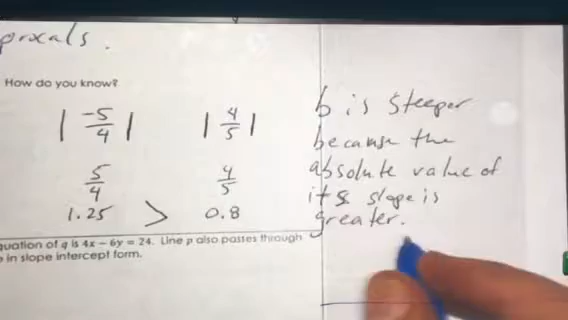 procals.
How do you know?
|-5/4| |4/5|
5/4 4/5
1.25 > 0.8
b is steeper
because the
absolute value of
its slope is
greater.
quation of q is 4x − 6y = 24. Line p also passes through
in slope intercept form.